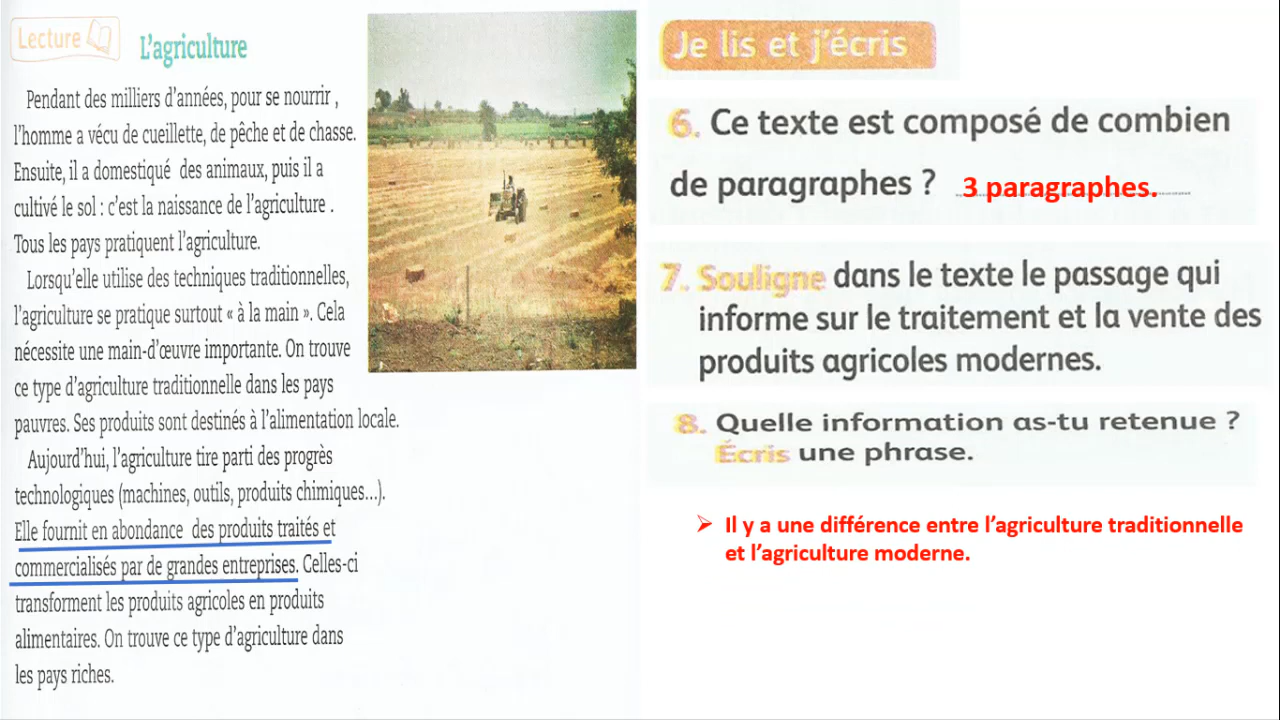 Lecture
L'agriculture
Pendant des milliers d'années, pour se nourrir ,
l'homme a vécu de cueillette, de pêche et de chasse.
Ensuite, il a domestiqué des animaux, puis il a
cultivé le sol : c'est la naissance de l'agriculture .
Tous les pays pratiquent l'agriculture.
Lorsqu'elle utilise des techniques traditionnelles,
l'agriculture se pratique surtout « à la main ». Cela
nécessite une main-d'œuvre importante. On trouve
ce type d'agriculture traditionnelle dans les pays
pauvres. Ses produits sont destinés à l'alimentation locale.
Aujourd'hui, l'agriculture tire parti des progrès
technologiques (machines, outils, produits chimiques...).
Elle fournit en abondance des produits traités et
commercialisés par de grandes entreprises. Celles-ci
transforment les produits agricoles en produits
alimentaires. On trouve ce type d'agriculture dans
les pays riches.
Je lis et j'écris
6. Ce texte est composé de combien
de paragraphes ? 3 paragraphes.
7. Souligne dans le texte le passage qui
informe sur le traitement et la vente des
produits agricoles modernes.
8. Quelle information as-tu retenue ?
Écris une phrase.
➢ Il y a une différence entre l'agriculture traditionnelle
et l'agriculture moderne.